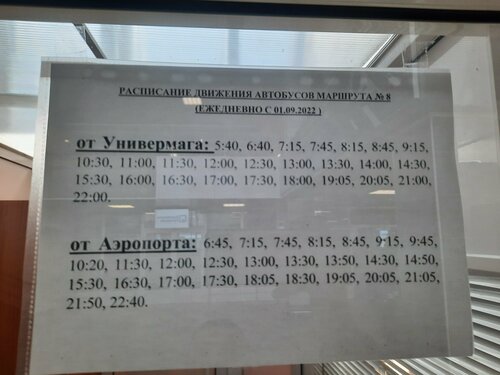 РАСПИСАНИЕ ДВИЖЕНИЯ АВТОБУСОВ МАРШРУТА № 8
(ЕЖЕДНЕВНО С 01.09.2022 )
от Универмага: 5:40, 6:40, 7:15, 7:45, 8:15, 8:45, 9:15,
10:30, 11:00, 11:30, 12:00, 12:30, 13:00, 13:30, 14:00, 14:30,
15:30, 16:00, 16:30, 17:00, 17:30, 18:00, 19:05, 20:05, 21:00,
22:00.
от Аэропорта: 6:45, 7:15, 7:45, 8:15, 8:45, 9:15, 9:45,
10:20, 11:30, 12:00, 12:30, 13:00, 13:30, 13:50, 14:30, 14:50,
15:30, 16:30, 17:00, 17:30, 18:05, 18:30, 19:05, 20:05, 21:05,
21:50, 22:40.